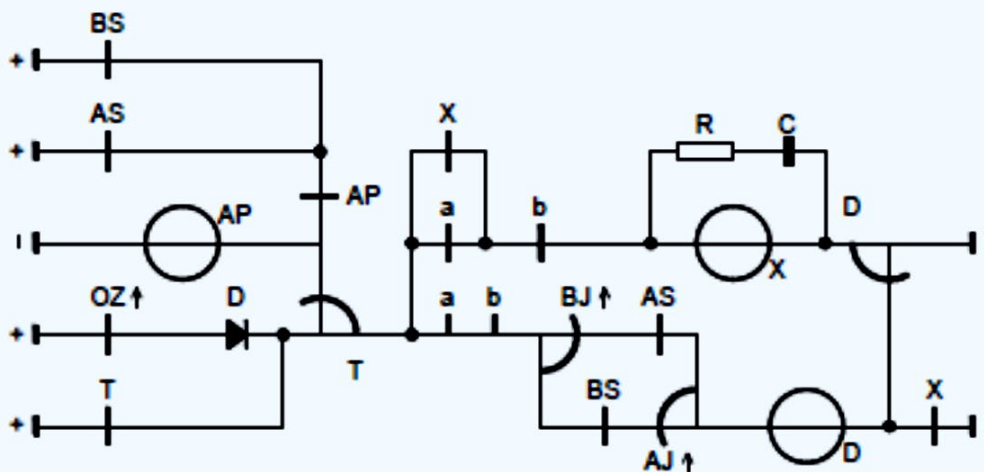 BS
+
AS
X
R
C
+
AP
a
b
D
AP
–
X
OZ ↑
D
a
b
BJ ↑
AS
+
T
T
BS
X
+
AJ ↑
D